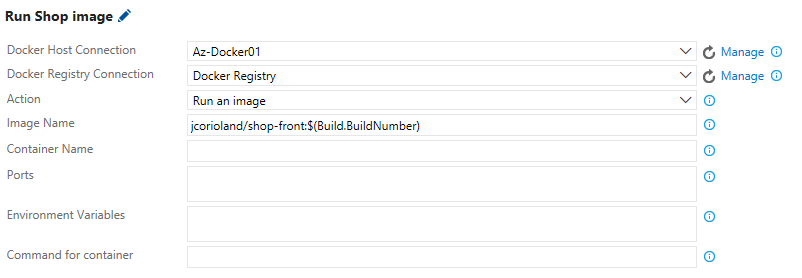 Run Shop image
Docker Host Connection Az-Docker01 Manage
Docker Registry Connection Docker Registry Manage
Action Run an image
Image Name jcorioland/shop-front:$(Build.BuildNumber)
Container Name
Ports
Environment Variables
Command for container